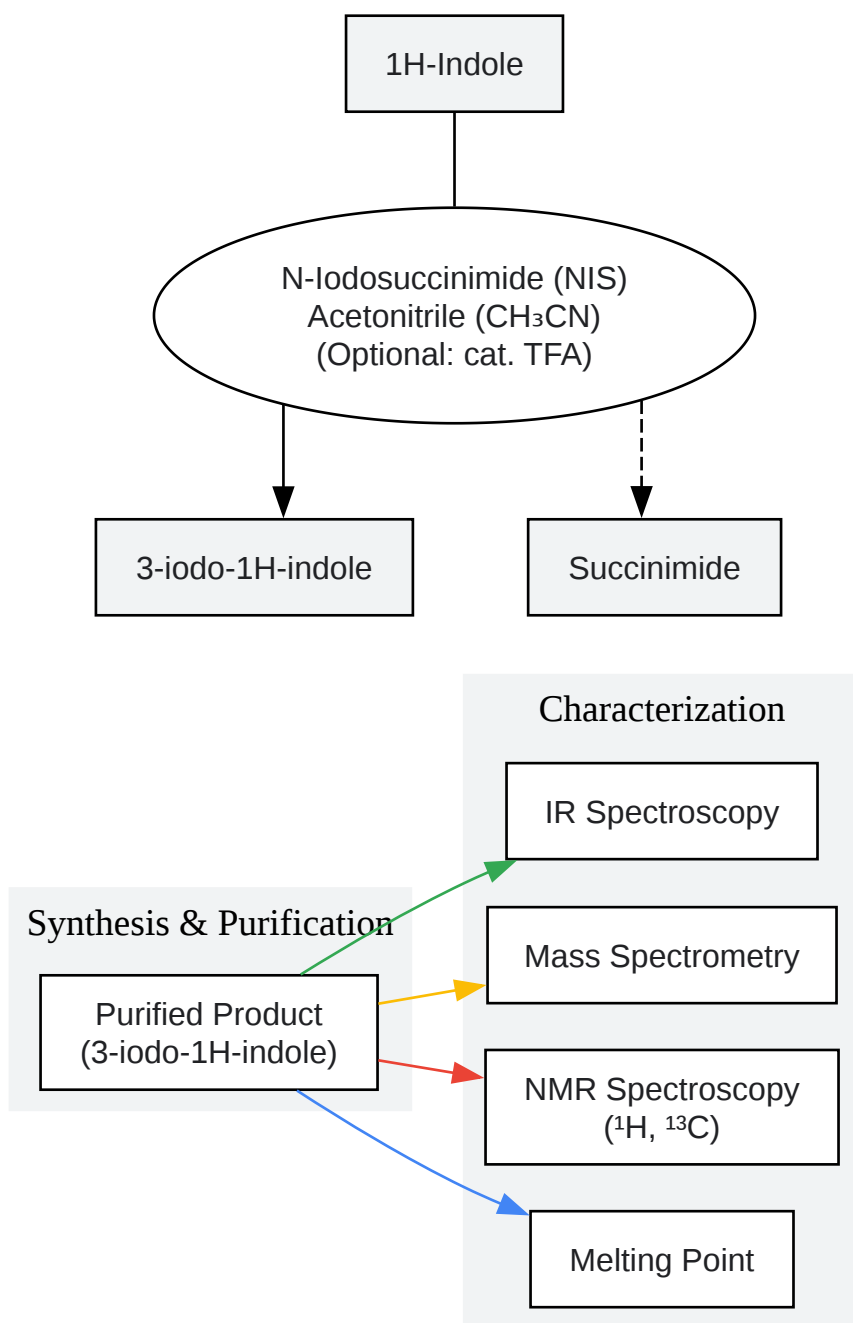 1H-Indole
N-Iodosuccinimide (NIS)
Acetonitrile (CH₃CN)
(Optional: cat. TFA)
3-iodo-1H-indole
Succinimide
Characterization
IR Spectroscopy
Synthesis & Purification
Mass Spectrometry
Purified Product
(3-iodo-1H-indole)
NMR Spectroscopy
(¹H, ¹³C)
Melting Point